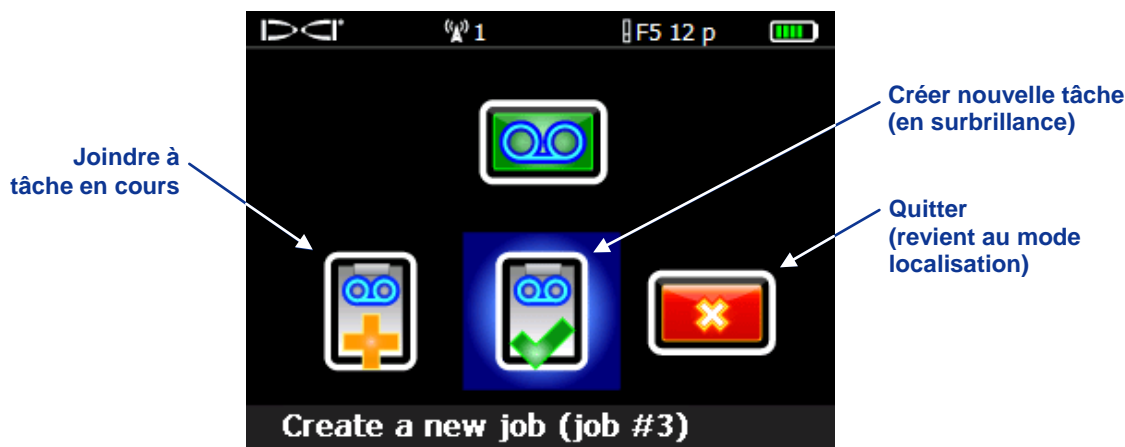 DCI
1
F5 12 p
Créer nouvelle tâche
(en surbrillance)
Joindre à
tâche en cours
Quitter
(revient au mode
localisation)
Create a new job (job #3)